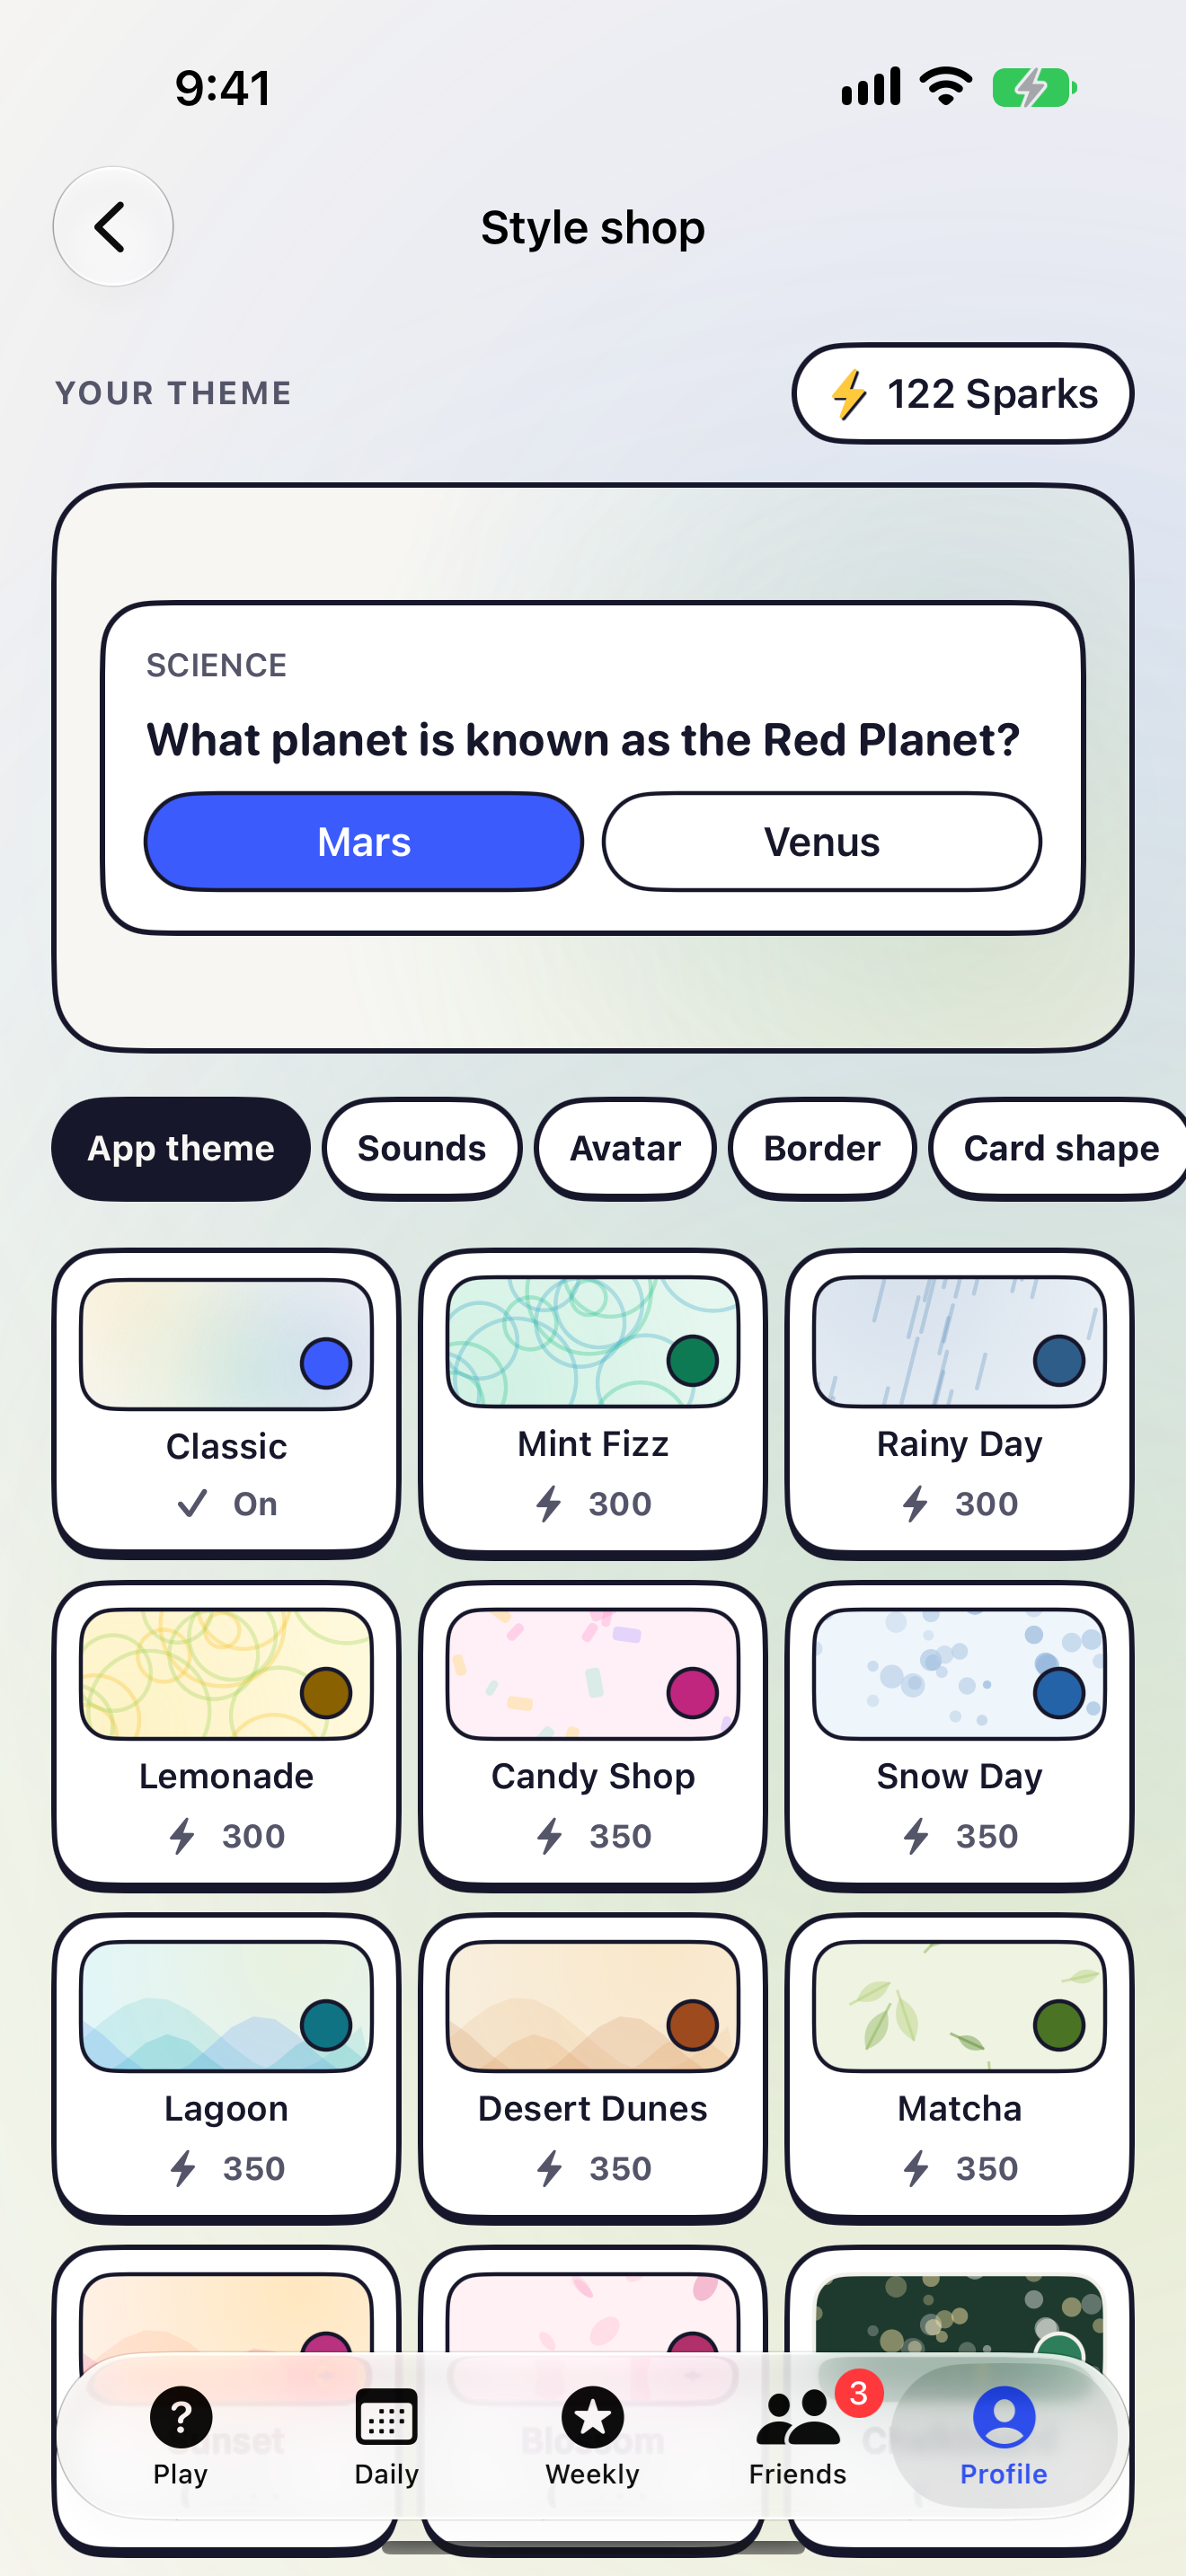 9:41
Style shop
YOUR THEME
122 Sparks
SCIENCE
What planet is known as the Red Planet?
Mars
Venus
App theme
Sounds
Avatar
Border
Card shape
Classic
Mint Fizz
Rainy Day
On
300
300
Lemonade
Candy Shop
Snow Day
300
350
350
Lagoon
Desert Dunes
Matcha
350
350
350
Sunset
Blossom
3
Play
Daily
Weekly
Friends
Profile